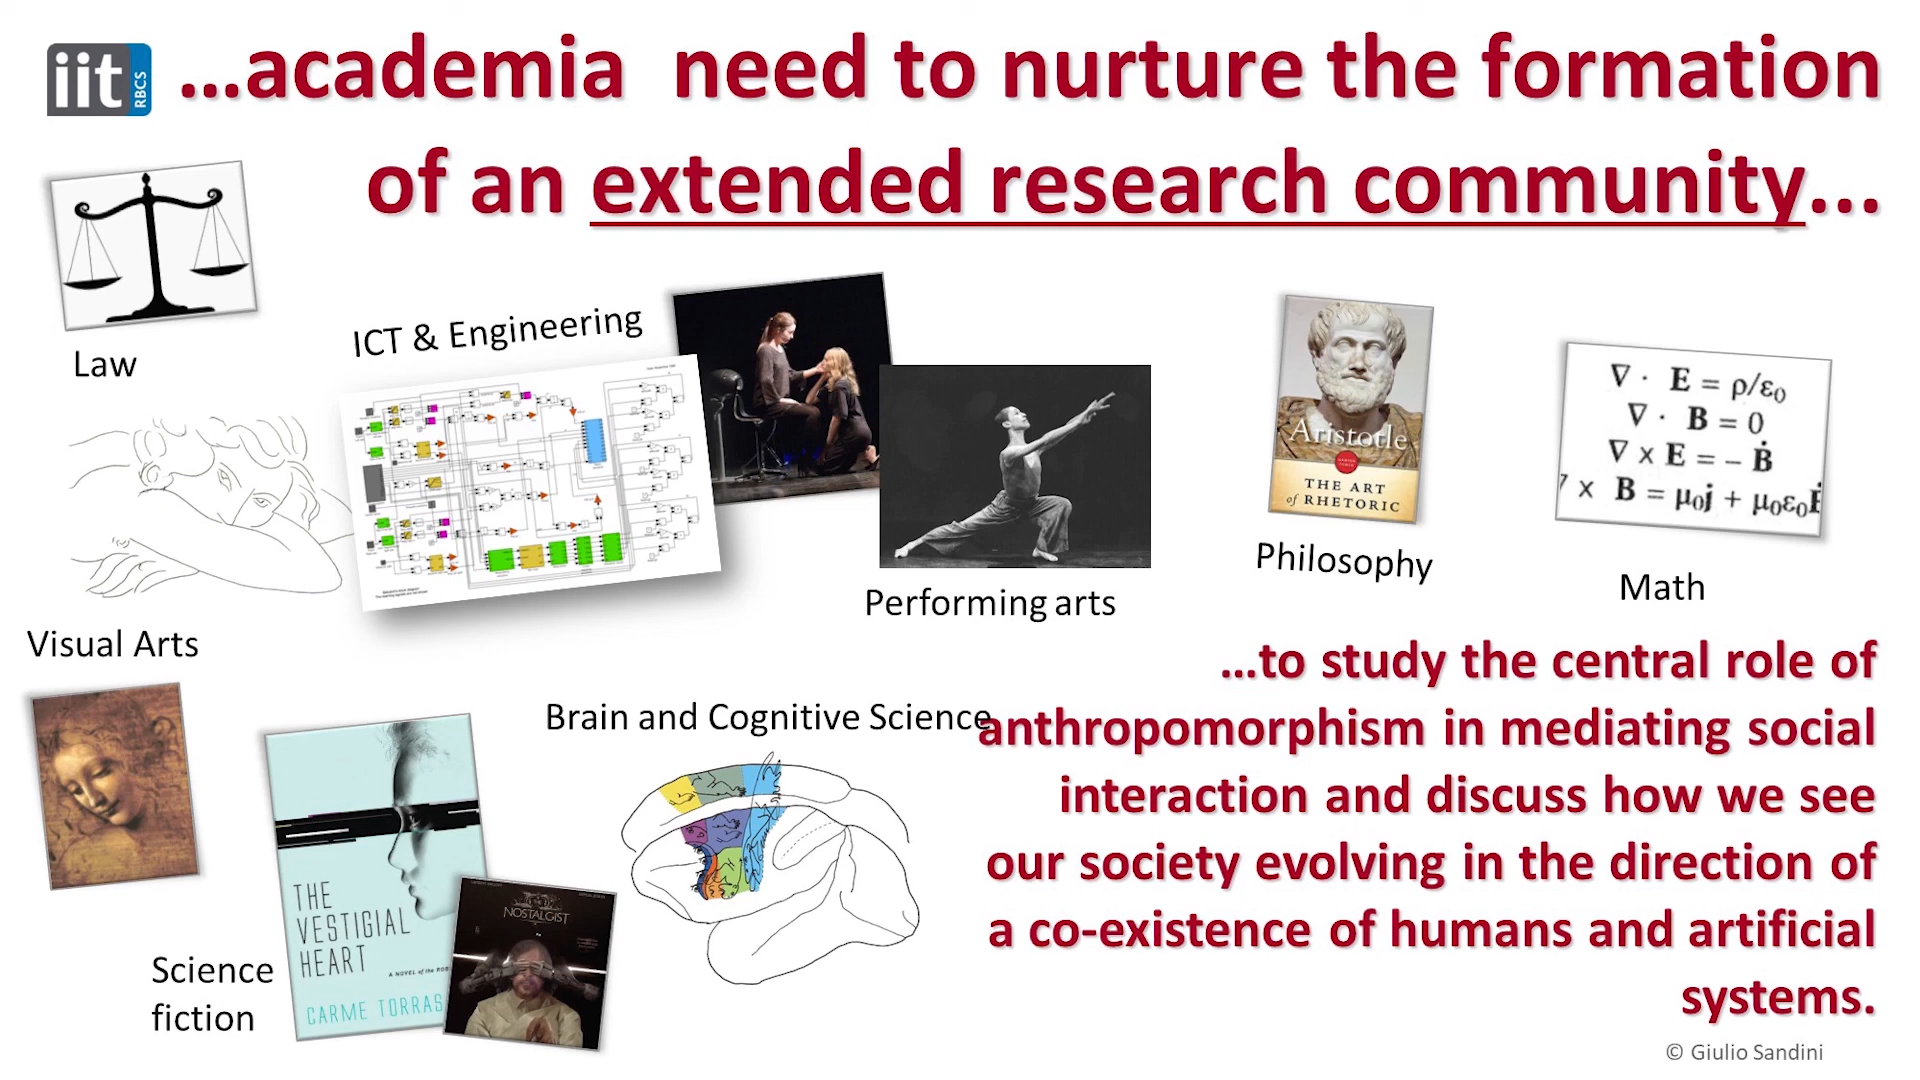 iit RBCS
...academia need to nurture the formation
of an extended research community...
Law
ICT & Engineering
Aristotle
THE ART
of RHETORIC
∇ · E = ρ/ε₀
∇ · B = 0
∇ x E = – Ḃ
x B = μ₀j + μ₀ε₀Ė
Philosophy
Math
Performing arts
Visual Arts
...to study the central role of
anthropomorphism in mediating social
interaction and discuss how we see
our society evolving in the direction of
a co-existence of humans and artificial
systems.
Brain and Cognitive Science
THE
VESTIGIAL
HEART
A NOVEL of the
CARME TORRAS
NOSTALGIST
Science
fiction
© Giulio Sandini